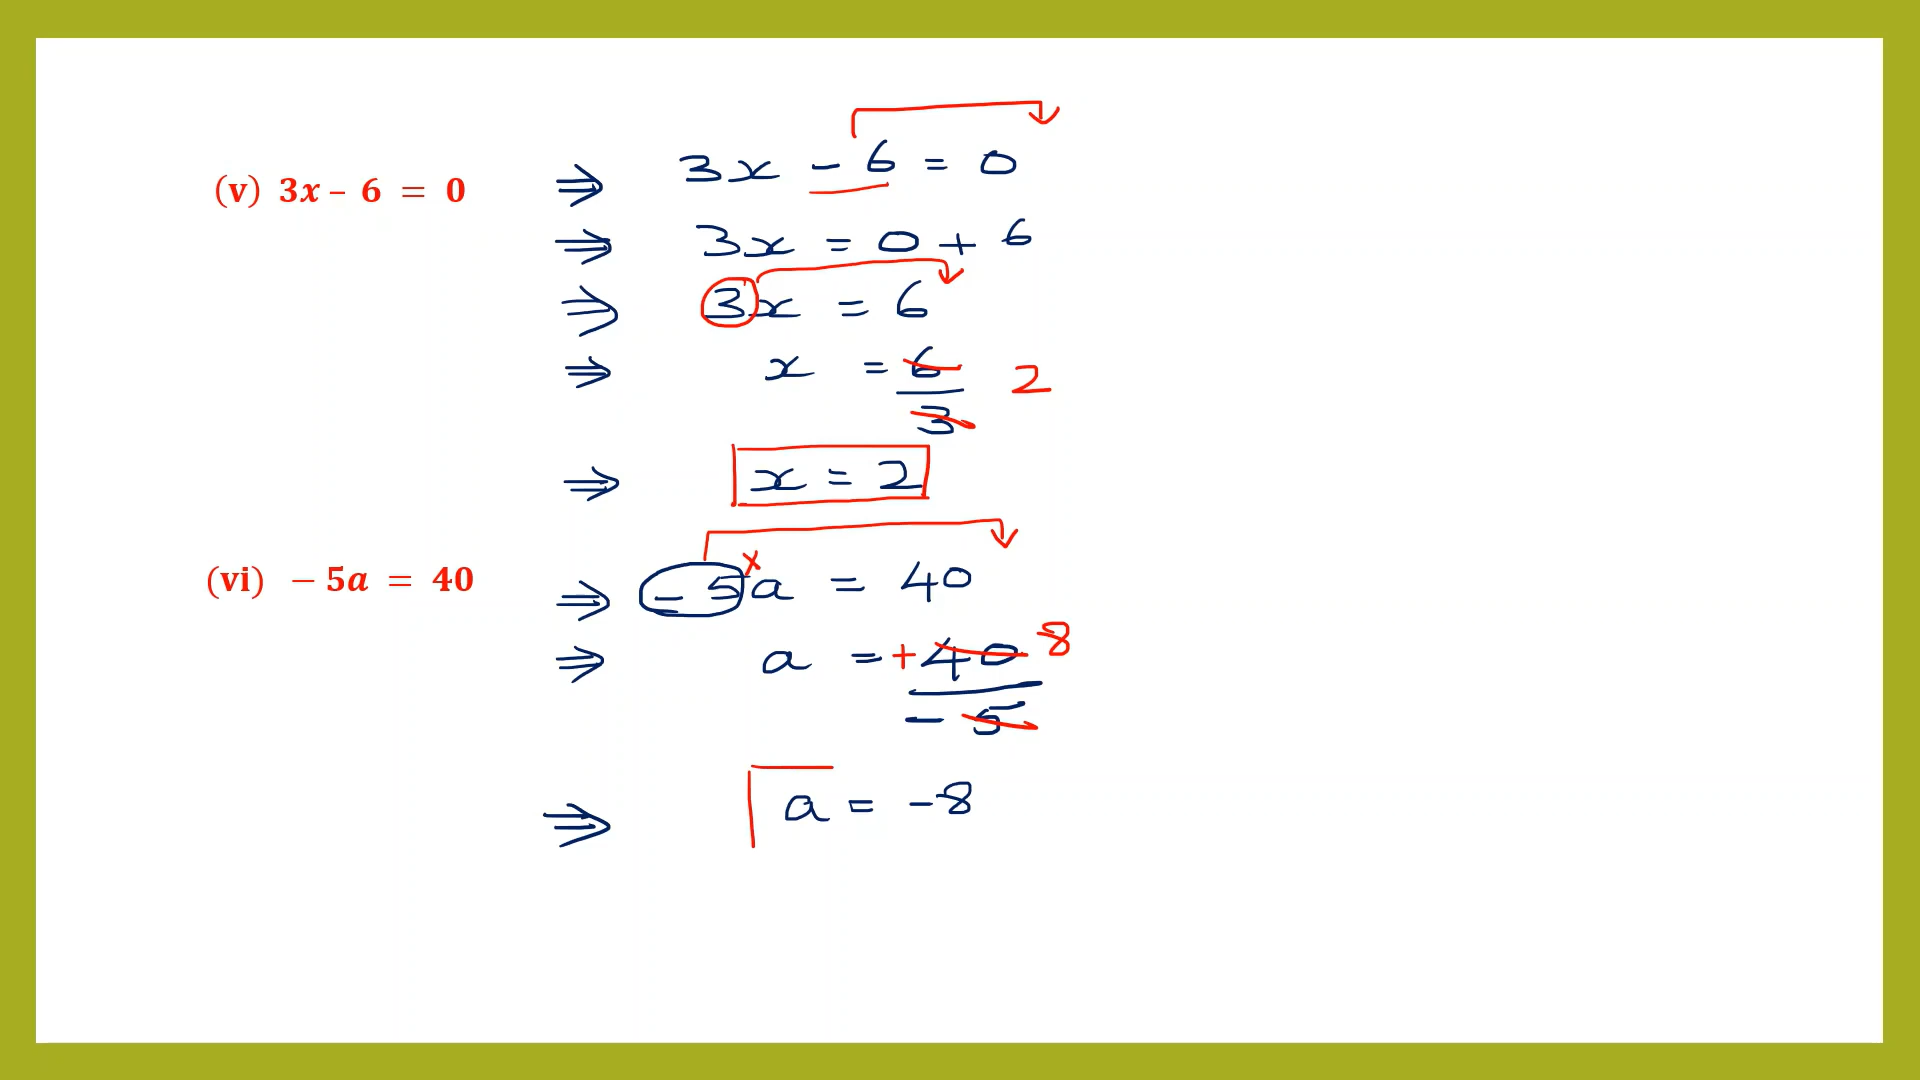 (v) 3x – 6 = 0 ⇒ 3x – 6 = 0
⇒ 3x = 0 + 6
⇒ 3x = 6
⇒ x = 6/3 2
⇒ x = 2
(vi) – 5a = 40 ⇒ – 5 × a = 40
⇒ a = + 40/– 5 8
⇒ a = -8